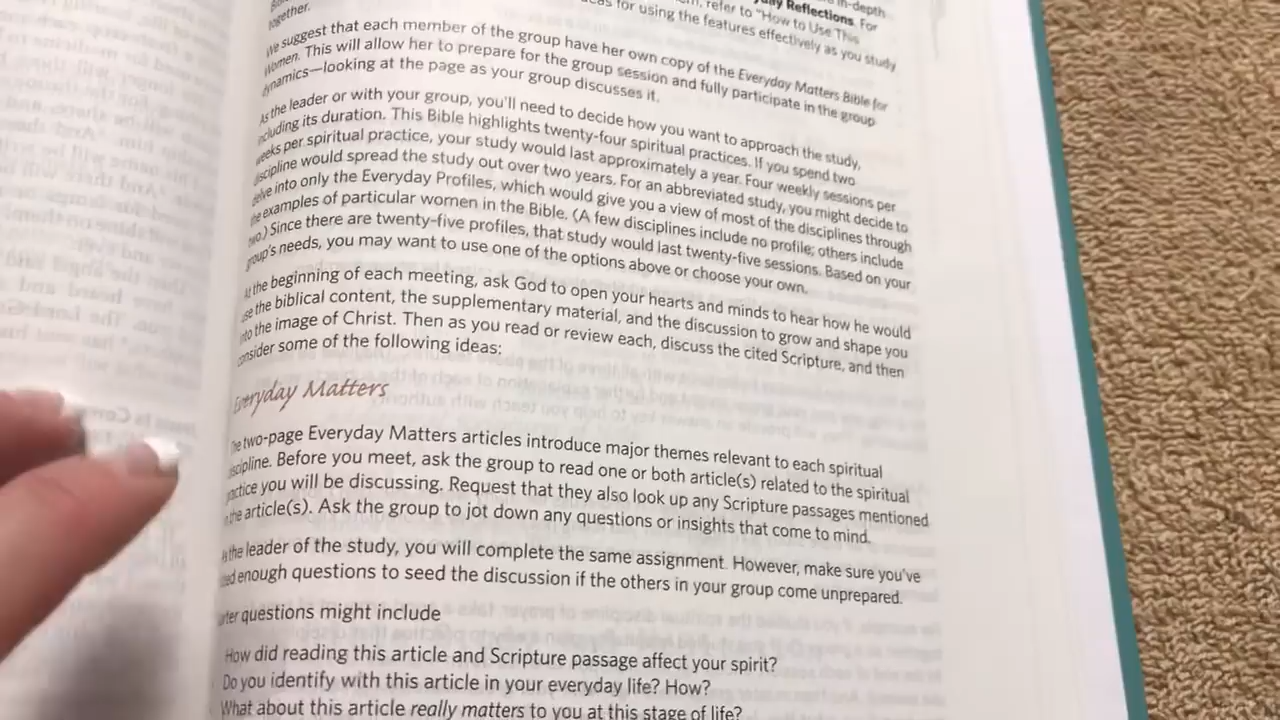 in-depth
Reflections. For
refer to "How to Use This
for using the features effectively as you study
together.
We suggest that each member of the group have her own copy of the Everyday Matters Bible for
Women. This will allow her to prepare for the group session and fully participate in the group
dynamics—looking at the page as your group discusses it.
As the leader or with your group, you'll need to decide how you want to approach the study,
including its duration. This Bible highlights twenty-four spiritual practices. If you spend two
weeks per spiritual practice, your study would last approximately a year. Four weekly sessions per
discipline would spread the study out over two years. For an abbreviated study, you might decide to
delve into only the Everyday Profiles, which would give you a view of most of the disciplines through
the examples of particular women in the Bible. (A few disciplines include no profile; others include
two.) Since there are twenty-five profiles, that study would last twenty-five sessions. Based on your
group's needs, you may want to use one of the options above or choose your own.
At the beginning of each meeting, ask God to open your hearts and minds to hear how he would
use the biblical content, the supplementary material, and the discussion to grow and shape you
into the image of Christ. Then as you read or review each, discuss the cited Scripture, and then
consider some of the following ideas:
Everyday Matters
The two-page Everyday Matters articles introduce major themes relevant to each spiritual
discipline. Before you meet, ask the group to read one or both article(s) related to the spiritual
practice you will be discussing. Request that they also look up any Scripture passages mentioned
in the article(s). Ask the group to jot down any questions or insights that come to mind.
As the leader of the study, you will complete the same assignment. However, make sure you've
enough questions to seed the discussion if the others in your group come unprepared.
questions might include
How did reading this article and Scripture passage affect your spirit?
Do you identify with this article in your everyday life? How?
What about this article really matters to you at this stage of life?